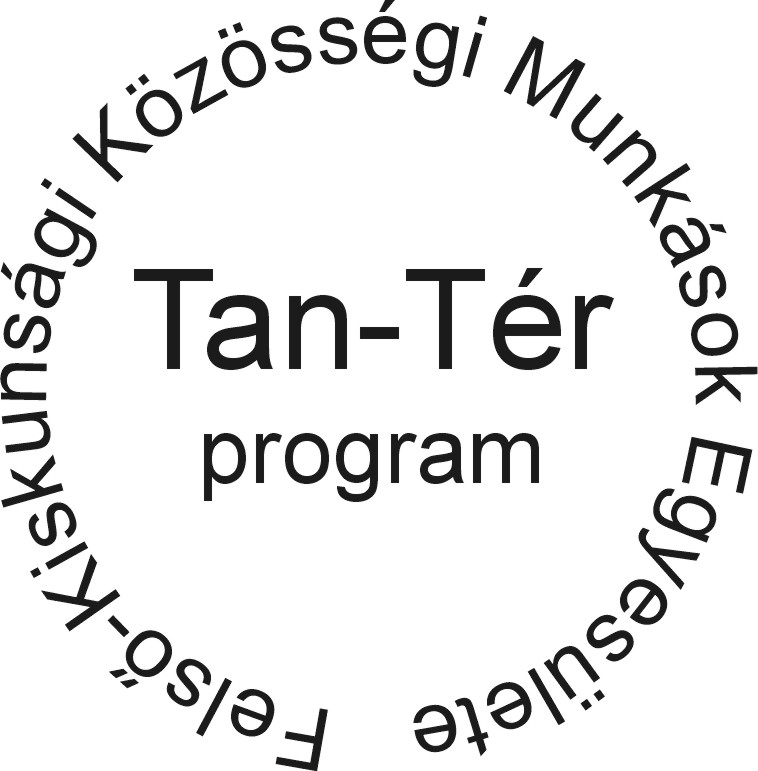 Felső-Kiskunsági Közösségi Munkások Egyesülete
Tan-Tér
program